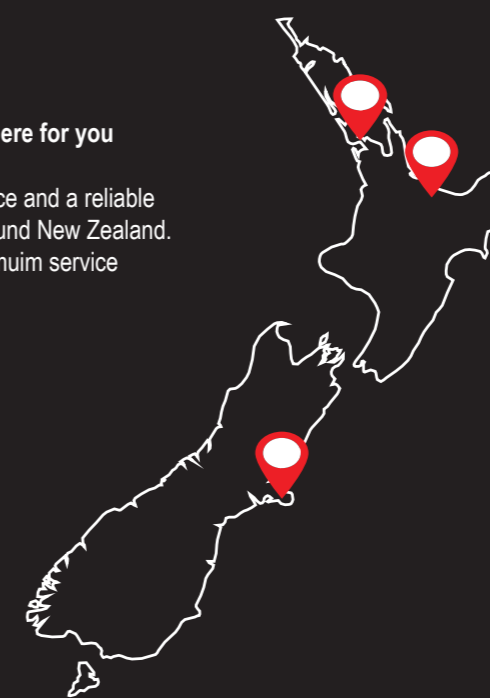 ere for you
ce and a reliable
und New Zealand.
nuim service